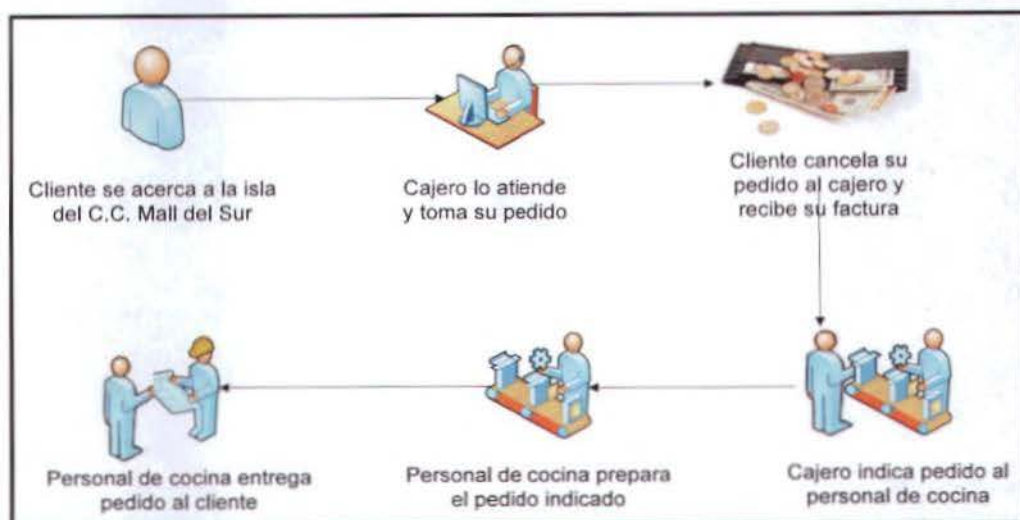 Cliente se acerca a la isla
del C.C. Mall del Sur
Cajero lo atiende
y toma su pedido
Cliente cancela su
pedido al cajero y
recibe su factura
Cajero indica pedido al
personal de cocina
Personal de cocina prepara
el pedido indicado
Personal de cocina entrega
pedido al cliente